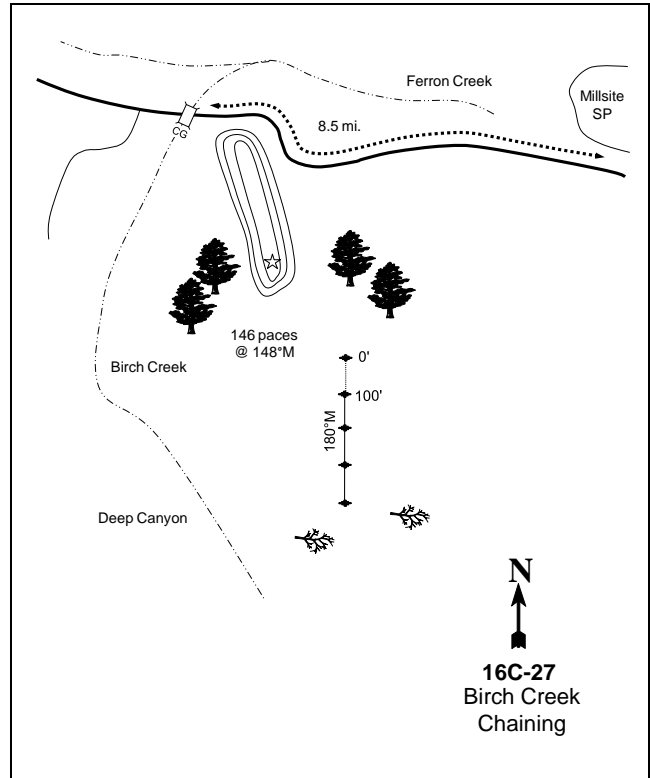 Ferron Creek
Millsite
SP
CG
8.5 mi.
146 paces
@ 148°M
0'
Birch Creek
100'
180°M
Deep Canyon
N
16C-27
Birch Creek
Chaining